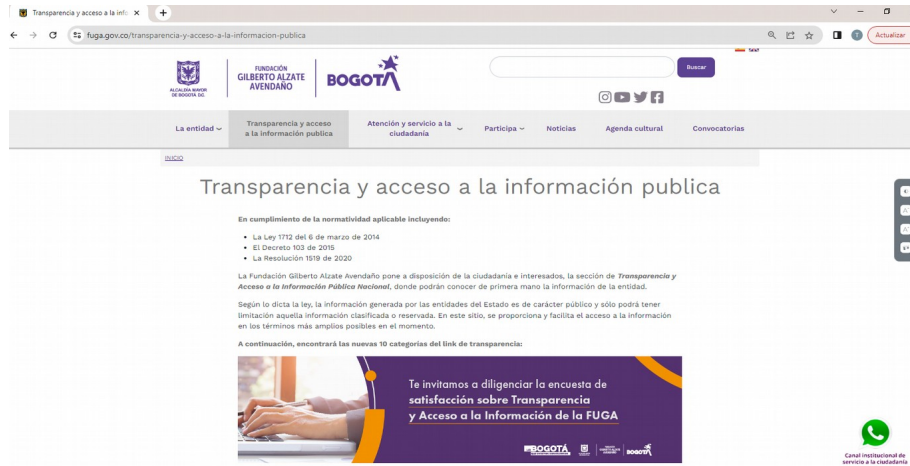 Transparencia y acceso a la info
fuga.gov.co/transparencia-y-acceso-a-la-informacion-publica
Actualizar
ALCALDÍA MAYOR
DE BOGOTÁ D.C.
FUNDACIÓN
GILBERTO ALZATE
AVENDAÑO
BOGOTÁ
Buscar
La entidad
Transparencia y acceso
a la información publica
Atención y servicio a la
ciudadanía
Participa
Noticias
Agenda cultural
Convocatorias
INICIO
Transparencia y acceso a la información publica
En cumplimiento de la normatividad aplicable incluyendo:
• La Ley 1712 del 6 de marzo de 2014
• El Decreto 103 de 2015
• La Resolución 1519 de 2020
La Fundación Gilberto Alzate Avendaño pone a disposición de la ciudadanía e interesados, la sección de Transparencia y
Acceso a la Información Pública Nacional, donde podrán conocer de primera mano la información de la entidad.
Según lo dicta la ley, la información generada por las entidades del Estado es de carácter público y sólo podrá tener
limitación aquella información clasificada o reservada. En este sitio, se proporciona y facilita el acceso a la información
en los términos más amplios posibles en el momento.
A continuación, encontrará las nuevas 10 categorías del link de transparencia:
Te invitamos a diligenciar la encuesta de
satisfacción sobre Transparencia
y Acceso a la Información de la FUGA
BOGOTÁ
BOGOTÁ
Canal institucional de
servicio a la ciudadanía